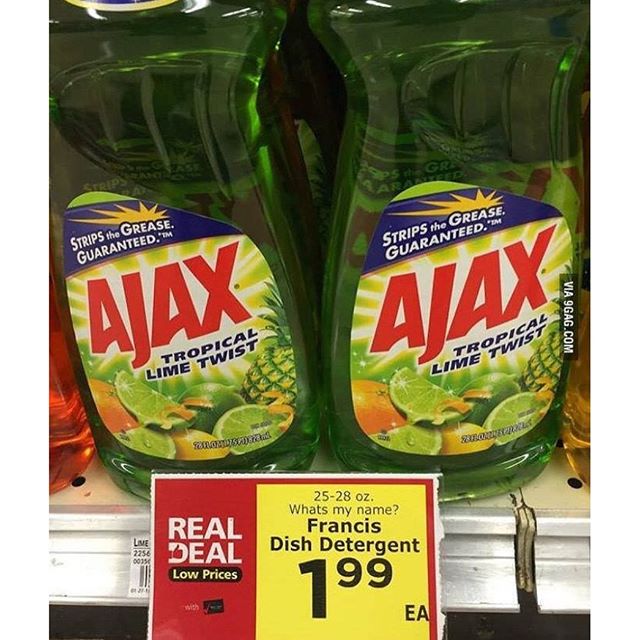 STRIPS the GREASE.
GUARANTEED.™
AJAX
TROPICAL
LIME TWIST
STRIPS the GREASE.
GUARANTEED.™
AJAX
TROPICAL
LIME TWIST
VIA 9GAG.COM
REAL
DEAL
Low Prices
with
25-28 oz.
Whats my name?
Francis
Dish Detergent
1 99
EA
LIME
2256